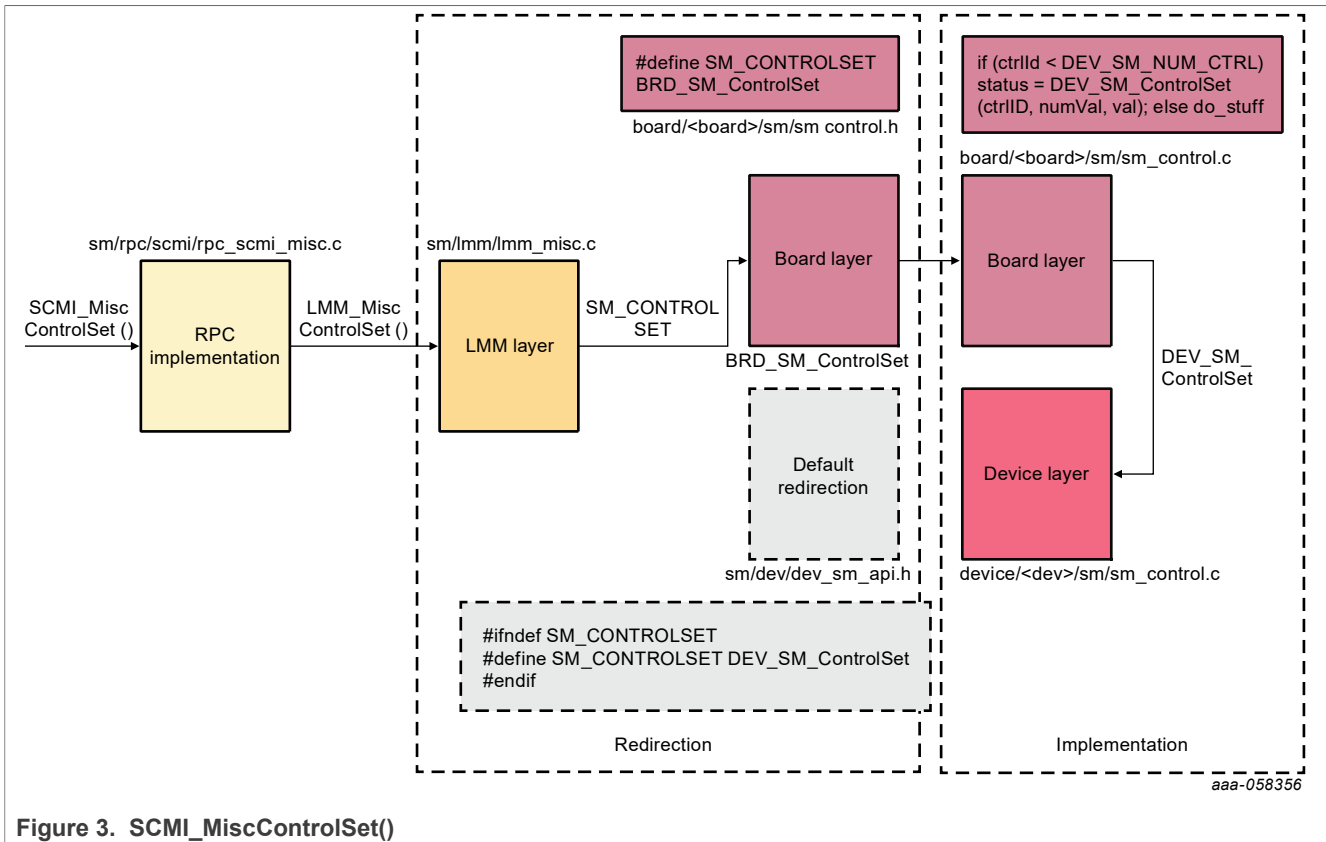 #define SM_CONTROLSET
BRD_SM_ControlSet
board/<board>/sm/sm control.h
if (ctrlId < DEV_SM_NUM_CTRL)
status = DEV_SM_ControlSet
(ctrlID, numVal, val); else do_stuff
board/<board>/sm/sm_control.c
sm/rpc/scmi/rpc_scmi_misc.c
SCMI_Misc
ControlSet ()
RPC
implementation
LMM_Misc
ControlSet ()
sm/lmm/lmm_misc.c
LMM layer
SM_CONTROL
SET
Board layer
BRD_SM_ControlSet
Board layer
DEV_SM_
ControlSet
Default
redirection
sm/dev/dev_sm_api.h
Device layer
device/<dev>/sm/sm_control.c
#ifndef SM_CONTROLSET
#define SM_CONTROLSET DEV_SM_ControlSet
#endif
Redirection
Implementation
aaa-058356
Figure 3. SCMI_MiscControlSet()